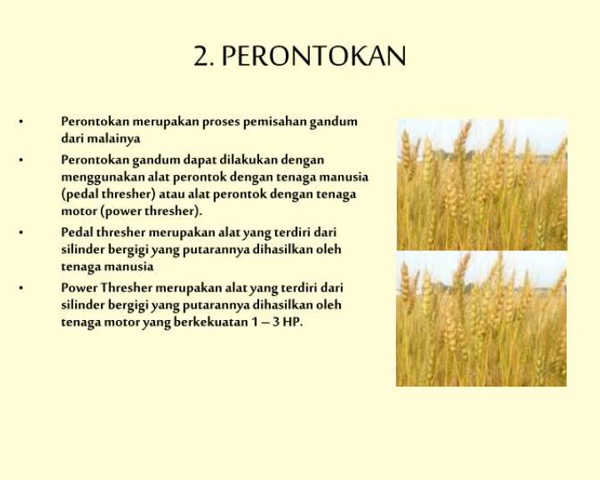 2. PERONTOKAN
• Perontokan merupakan proses pemisahan gandum
dari malainya
• Perontokan gandum dapat dilakukan dengan
menggunakan alat perontok dengan tenaga manusia
(pedal thresher) atau alat perontok dengan tenaga
motor (power thresher).
• Pedal thresher merupakan alat yang terdiri dari
silinder bergigi yang putarannya dihasilkan oleh
tenaga manusia
• Power Thresher merupakan alat yang terdiri dari
silinder bergigi yang putarannya dihasilkan oleh
tenaga motor yang berkekuatan 1 – 3 HP.